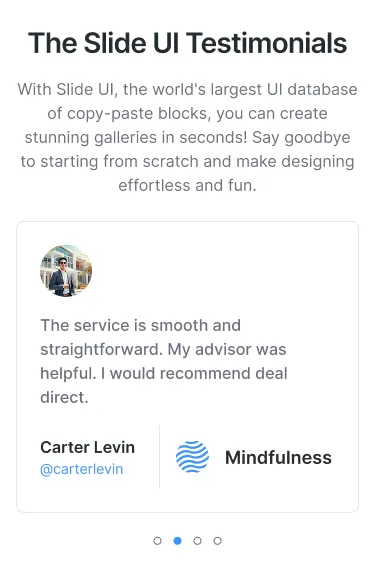 The Slide UI Testimonials
With Slide UI, the world's largest UI database
of copy-paste blocks, you can create
stunning galleries in seconds! Say goodbye
to starting from scratch and make designing
effortless and fun.
The service is smooth and
straightforward. My advisor was
helpful. I would recommend deal
direct.
Carter Levin
@carterlevin
Mindfulness